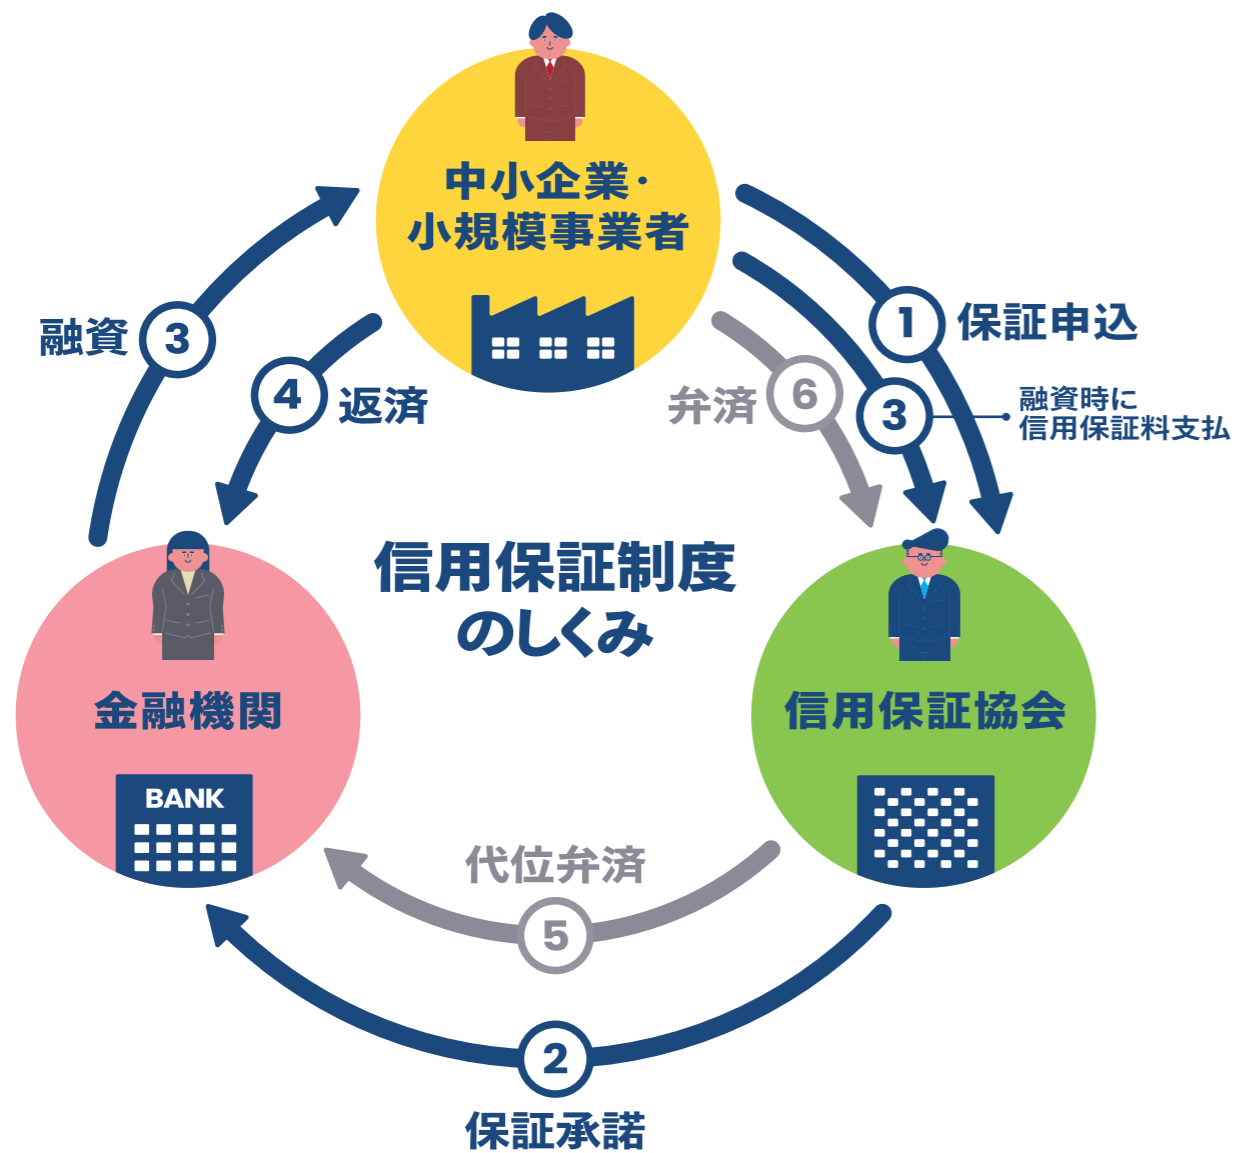 中小企業・
小規模事業者
融資
3
4
返済
弁済
6
3
1
保証申込
融資時に
信用保証料支払
信用保証制度
のしくみ
金融機関
BANK
信用保証協会
代位弁済
5
2
保証承諾